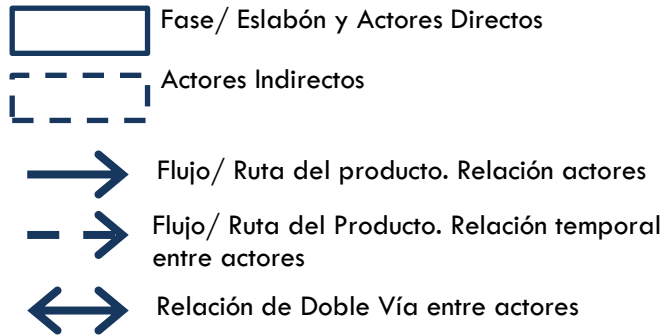 Fase/ Eslabón y Actores Directos
Actores Indirectos
Flujo/ Ruta del producto. Relación actores
Flujo/ Ruta del Producto. Relación temporal
entre actores
Relación de Doble Vía entre actores